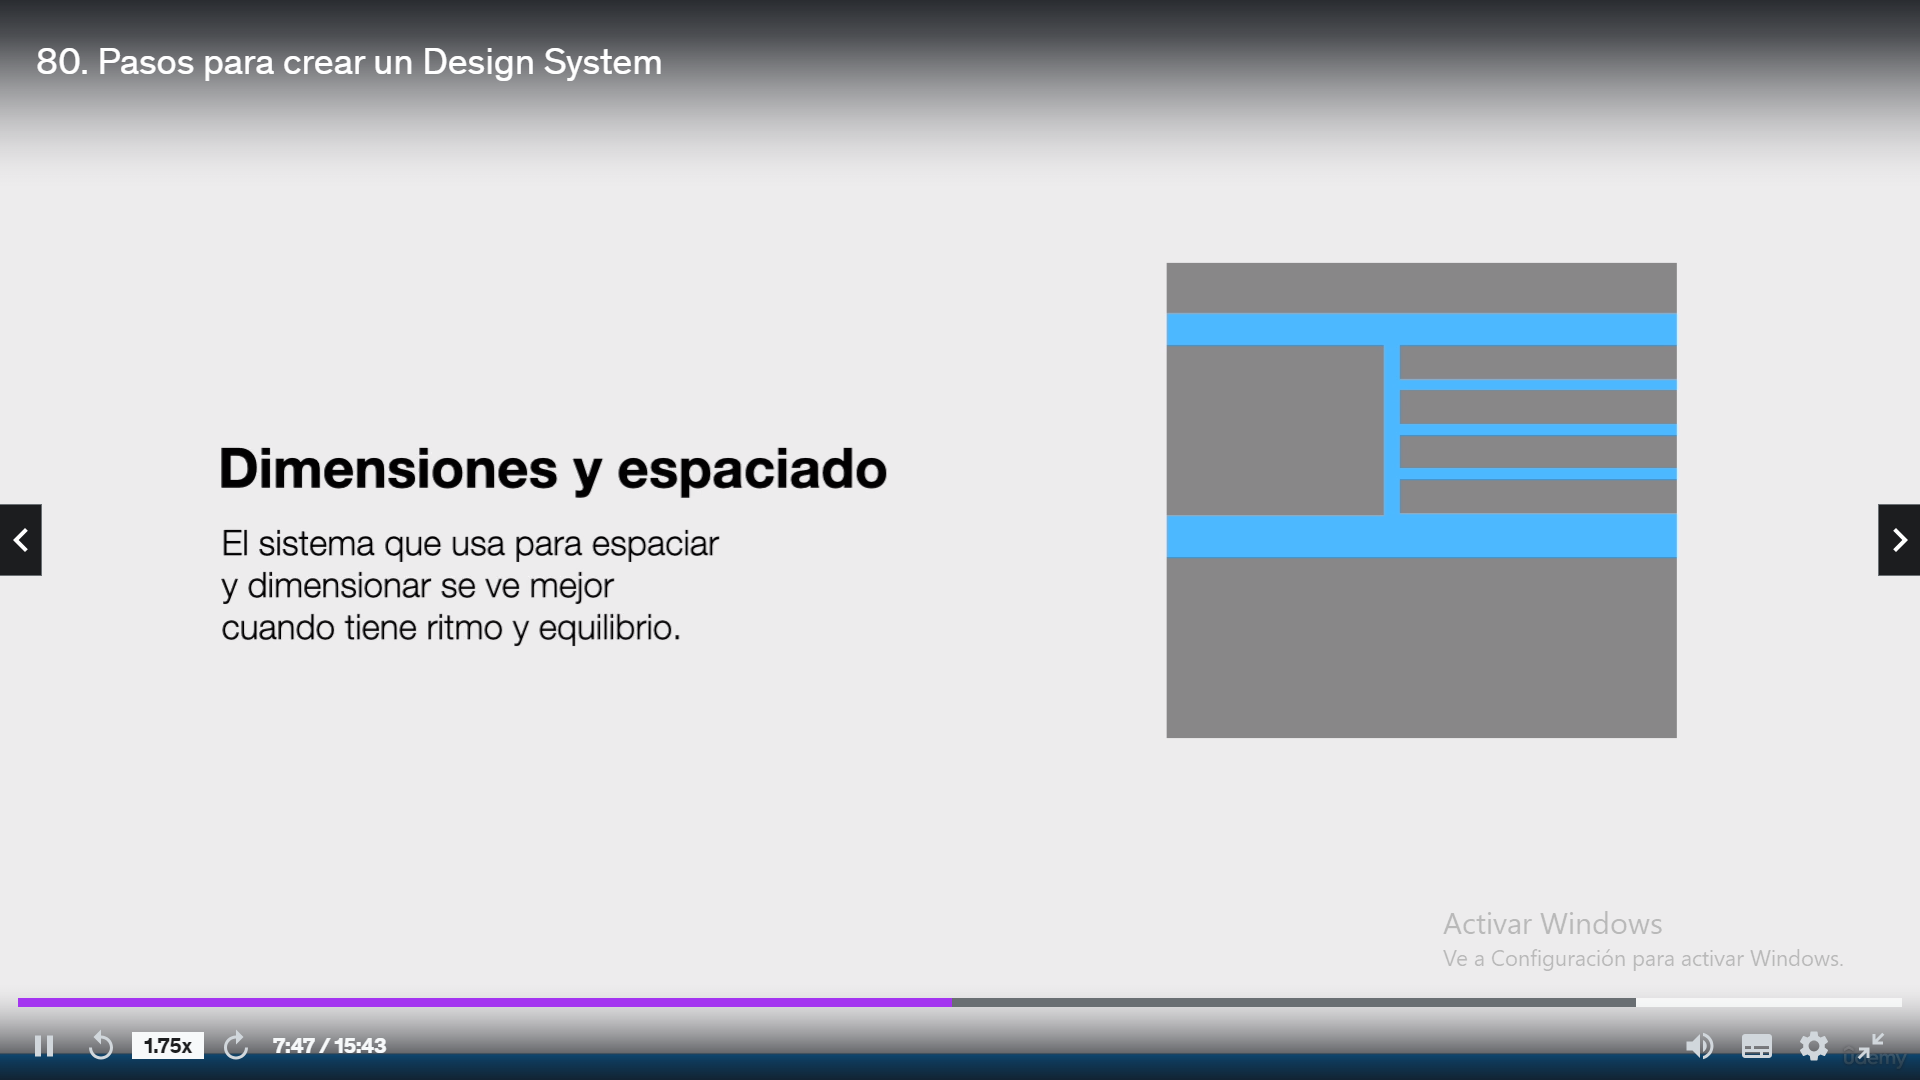 80. Pasos para crear un Design System
Dimensiones y espaciado
El sistema que usa para espaciar
y dimensionar se ve mejor
cuando tiene ritmo y equilibrio.
Activar Windows
Ve a Configuración para activar Windows.
1.75x
7:47 / 15:43
ûdemy